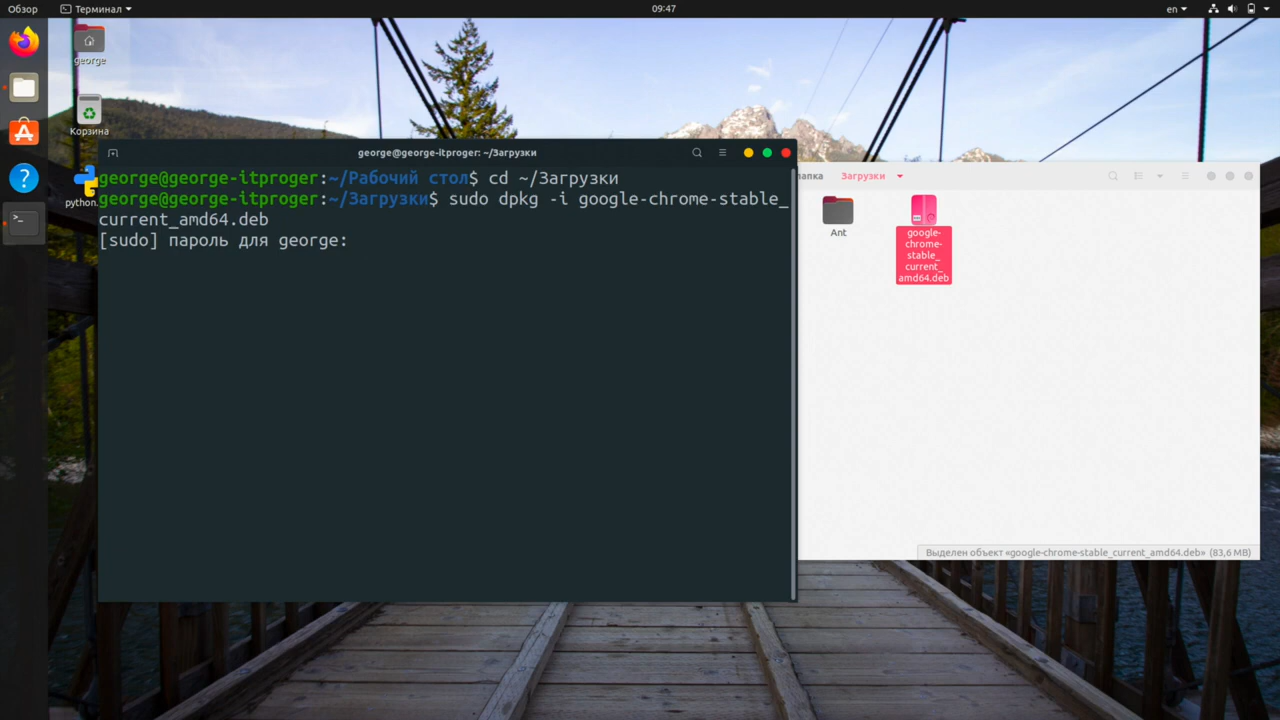 Обзор
Терминал
09:47
en
george
Корзина
python.
george@george-itproger: ~/Загрузки
george@george-itproger:~/Рабочий стол$ cd ~/Загрузки
george@george-itproger:~/Загрузки$ sudo dpkg -i google-chrome-stable_
current_amd64.deb
[sudo] пароль для george:
Загрузки
Ant
google-
chrome-
stable_
current_
amd64.deb
Выделен объект «google-chrome-stable_current_amd64.deb» (83,6 MB)